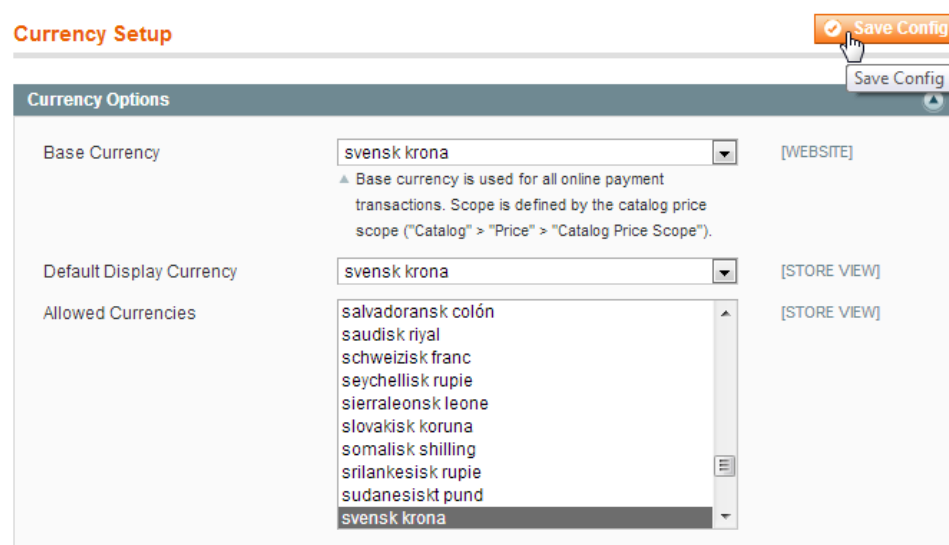 Currency Setup
Save Config
Save Config
Currency Options
Base Currency
svensk krona
[WEBSITE]
Base currency is used for all online payment
transactions. Scope is defined by the catalog price
scope ("Catalog" > "Price" > "Catalog Price Scope").
Default Display Currency
svensk krona
[STORE VIEW]
Allowed Currencies
[STORE VIEW]
salvadoransk colón
saudisk riyal
schweizisk franc
seychellisk rupie
sierraleonsk leone
slovakisk koruna
somalisk shilling
srilankesisk rupie
sudanesiskt pund
svensk krona